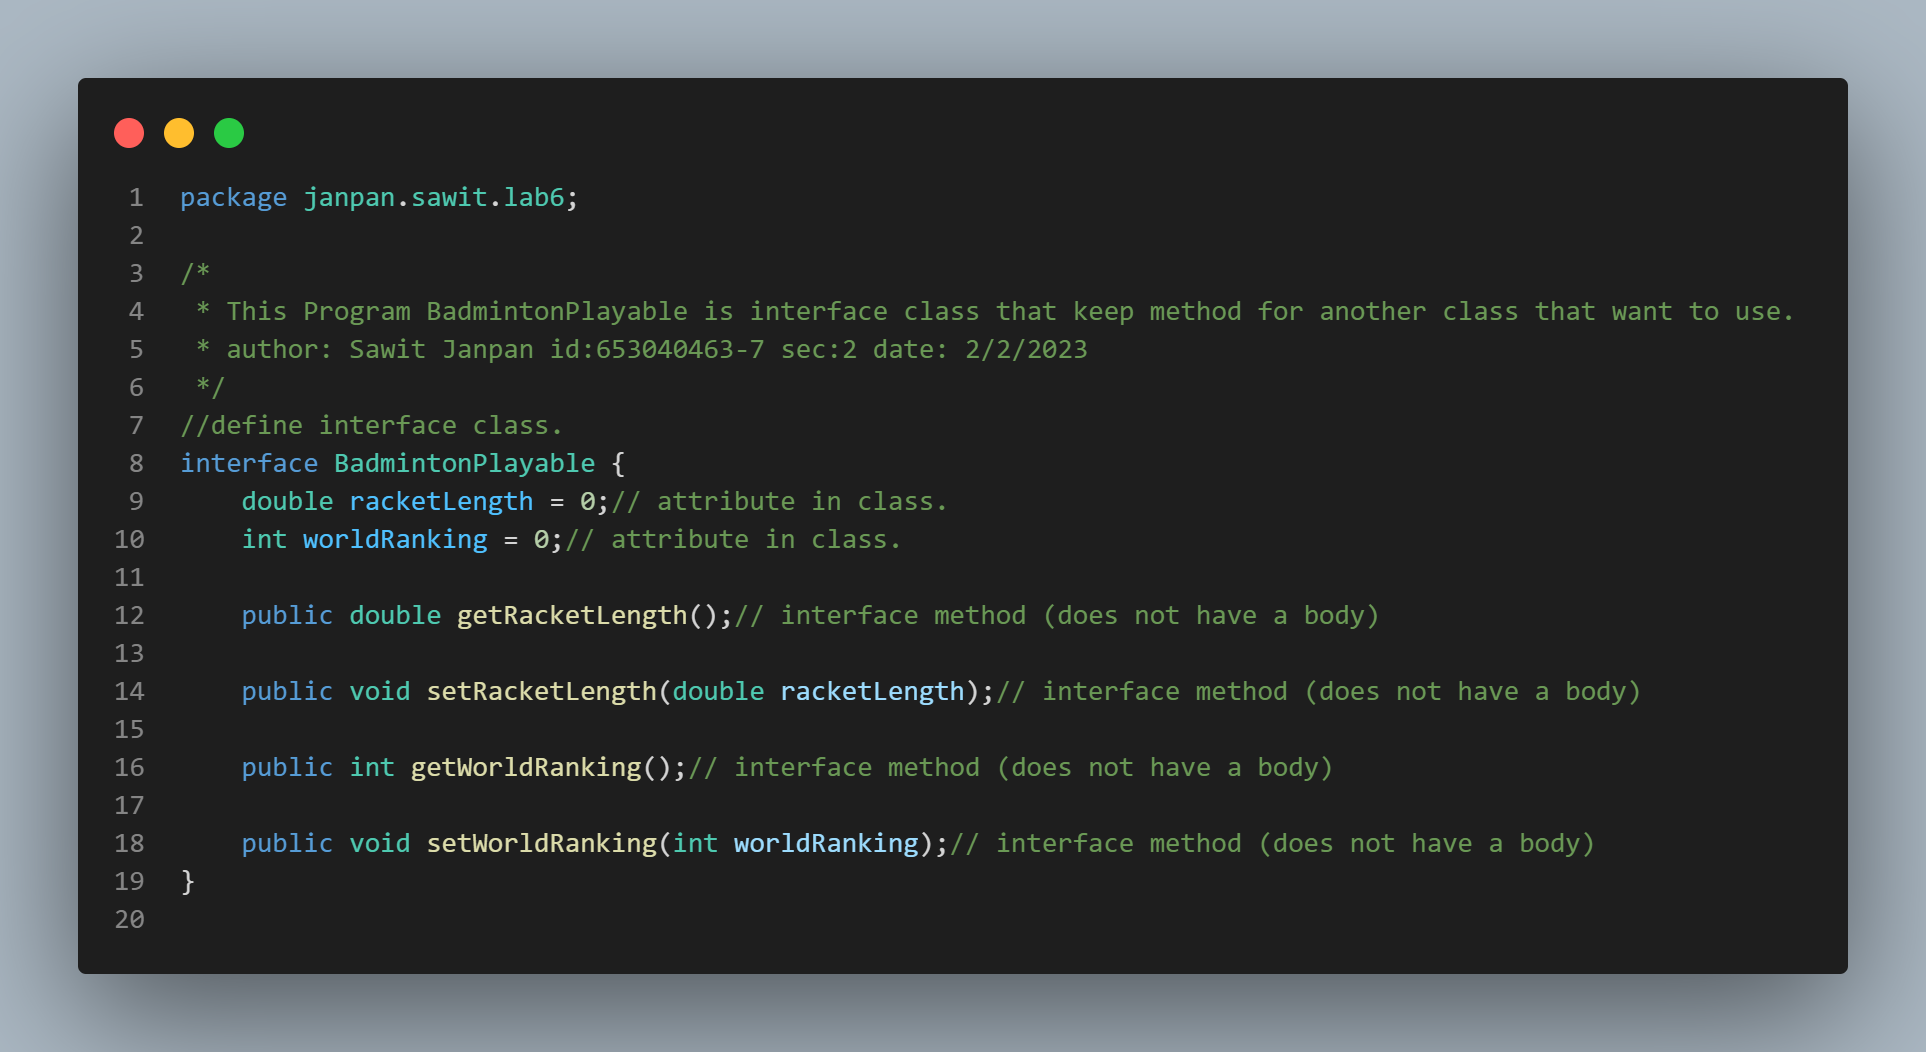 1 package janpan.sawit.lab6;
2
3 /*
4  * This Program BadmintonPlayable is interface class that keep method for another class that want to use.
5  * author: Sawit Janpan id:653040463-7 sec:2 date: 2/2/2023
6  */
7 //define interface class.
8 interface BadmintonPlayable {
9     double racketLength = 0;// attribute in class.
10     int worldRanking = 0;// attribute in class.
11
12     public double getRacketLength();// interface method (does not have a body)
13
14     public void setRacketLength(double racketLength);// interface method (does not have a body)
15
16     public int getWorldRanking();// interface method (does not have a body)
17
18     public void setWorldRanking(int worldRanking);// interface method (does not have a body)
19 }
20